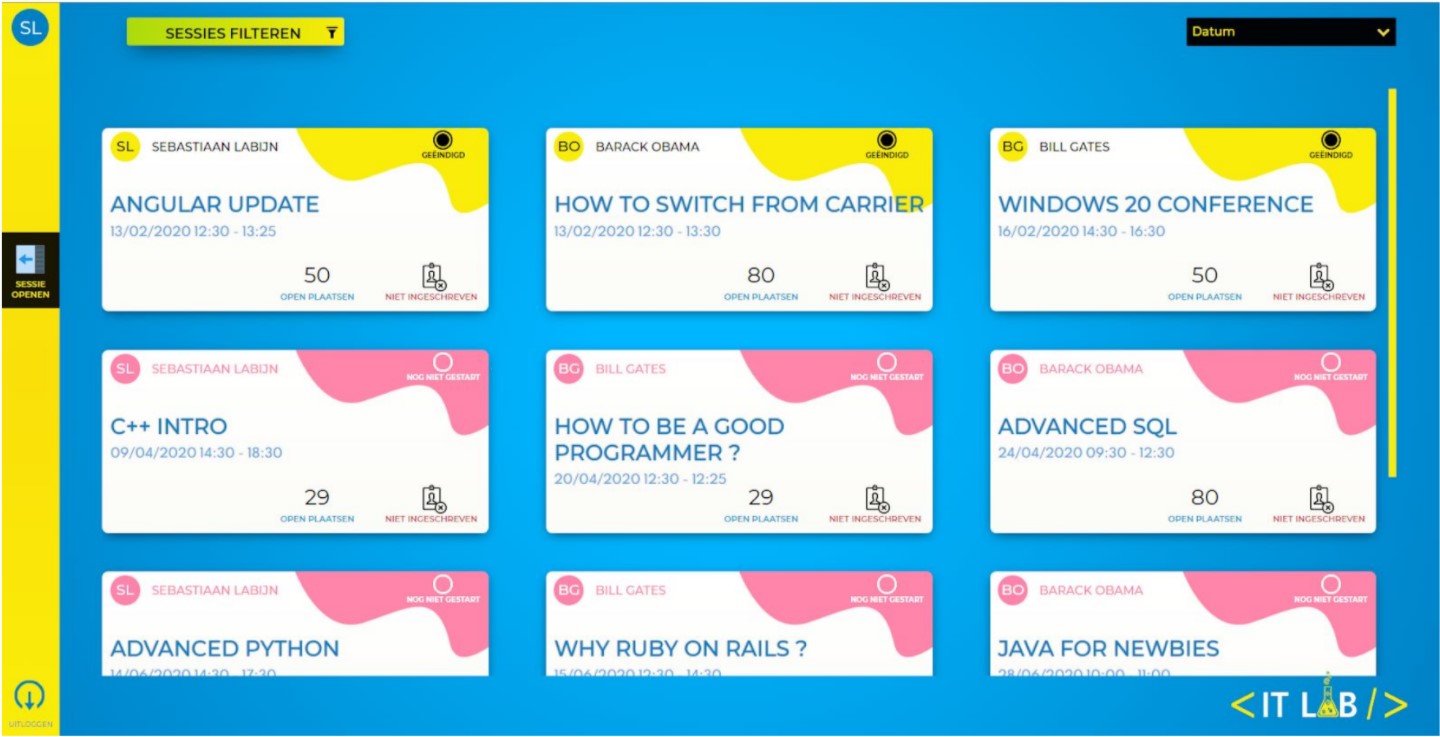 SL
SESSIES FILTEREN
Datum
SESSIE
OPENEN
UITLOGGEN
SL SEBASTIAAN LABIJN
GEËINDIGD
ANGULAR UPDATE
13/02/2020 12:30 - 13:25
50
OPEN PLAATSEN
NIET INGESCHREVEN
BO BARACK OBAMA
GEËINDIGD
HOW TO SWITCH FROM CARRIER
13/02/2020 12:30 - 13:30
80
OPEN PLAATSEN
NIET INGESCHREVEN
BG BILL GATES
GEËINDIGD
WINDOWS 20 CONFERENCE
16/02/2020 14:30 - 16:30
50
OPEN PLAATSEN
NIET INGESCHREVEN
SL SEBASTIAAN LABIJN
NOG NIET GESTART
C++ INTRO
09/04/2020 14:30 - 18:30
29
OPEN PLAATSEN
NIET INGESCHREVEN
BG BILL GATES
NOG NIET GESTART
HOW TO BE A GOOD
PROGRAMMER ?
20/04/2020 12:30 - 12:25
29
OPEN PLAATSEN
NIET INGESCHREVEN
BO BARACK OBAMA
NOG NIET GESTART
ADVANCED SQL
24/04/2020 09:30 - 12:30
80
OPEN PLAATSEN
NIET INGESCHREVEN
SL SEBASTIAAN LABIJN
NOG NIET GESTART
ADVANCED PYTHON
14/06/2020 14:30 - 17:30
BG BILL GATES
NOG NIET GESTART
WHY RUBY ON RAILS ?
15/06/2020 12:30 - 14:30
BO BARACK OBAMA
NOG NIET GESTART
JAVA FOR NEWBIES
28/06/2020 10:00 - 11:00
<IT LAB/>